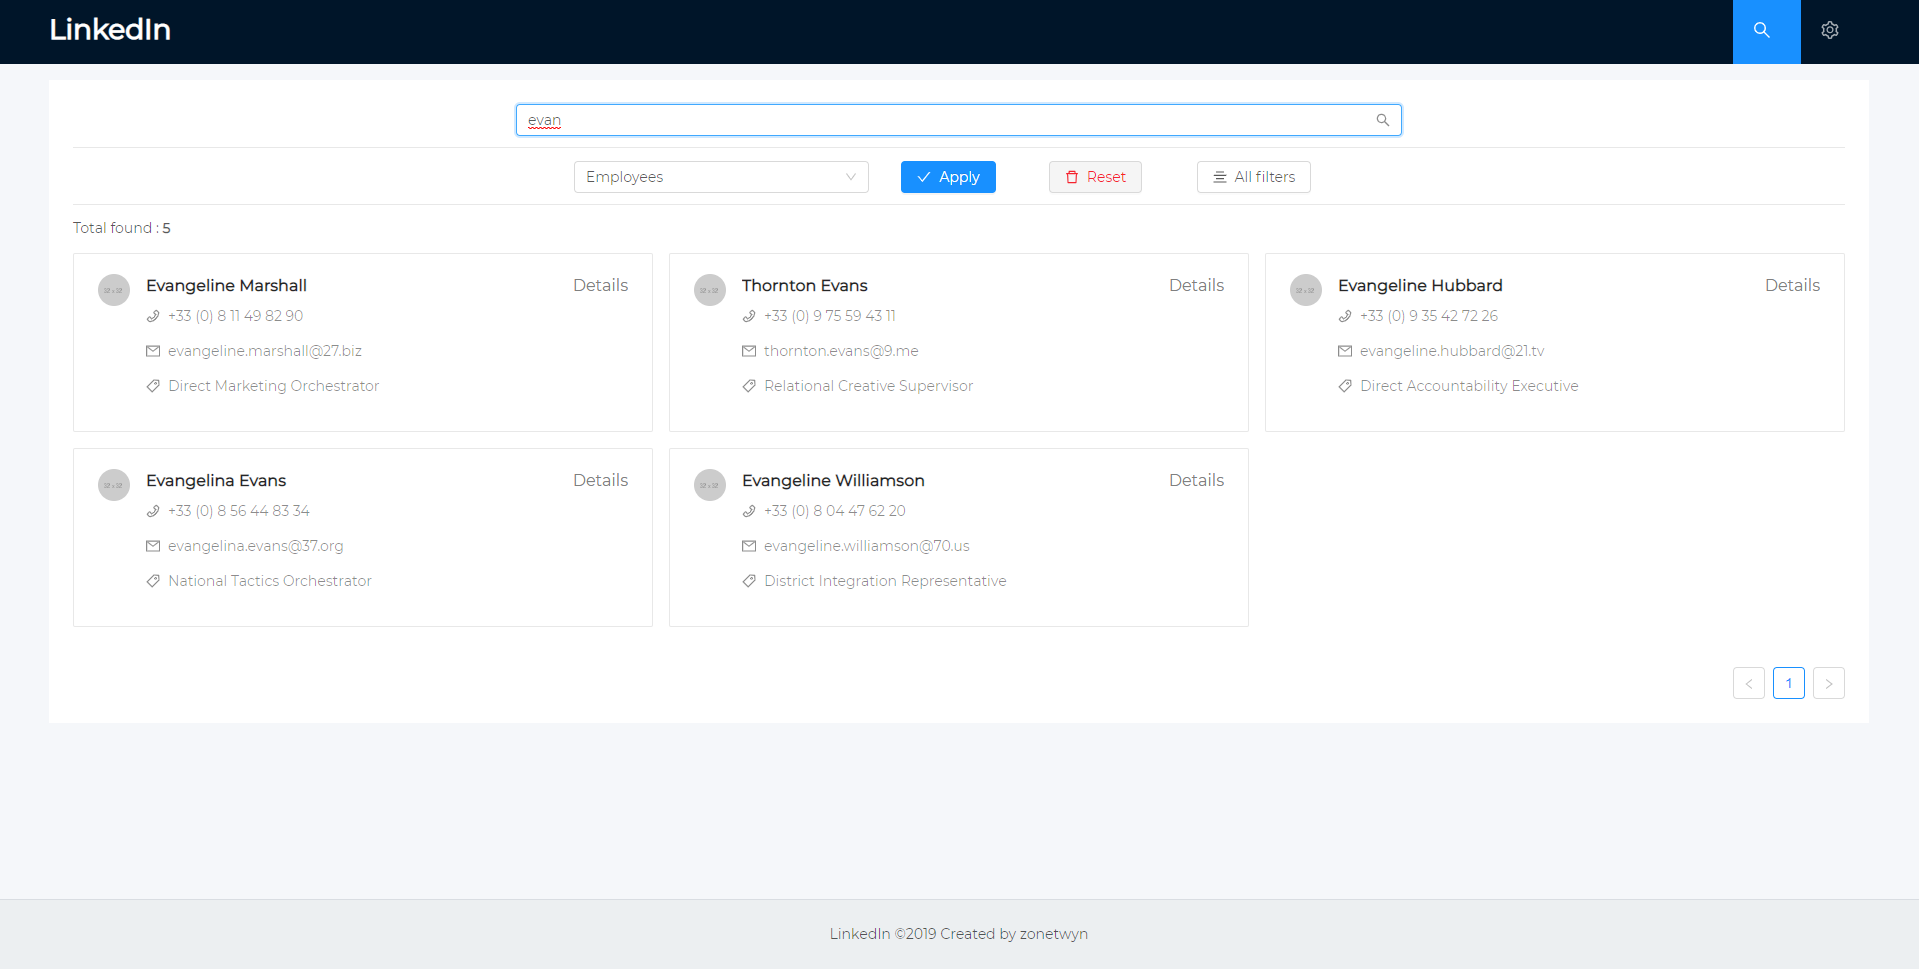 LinkedIn
evan
Employees
Apply
Reset
All filters
Total found : 5
Evangeline Marshall
Details
+33 (0) 8 11 49 82 90
evangeline.marshall@27.biz
Direct Marketing Orchestrator
Thornton Evans
Details
+33 (0) 9 75 59 43 11
thornton.evans@9.me
Relational Creative Supervisor
Evangeline Hubbard
Details
+33 (0) 9 35 42 72 26
evangeline.hubbard@21.tv
Direct Accountability Executive
Evangelina Evans
Details
+33 (0) 8 56 44 83 34
evangelina.evans@37.org
National Tactics Orchestrator
Evangeline Williamson
Details
+33 (0) 8 04 47 62 20
evangeline.williamson@70.us
District Integration Representative
1
LinkedIn ©2019 Created by zonetwyn